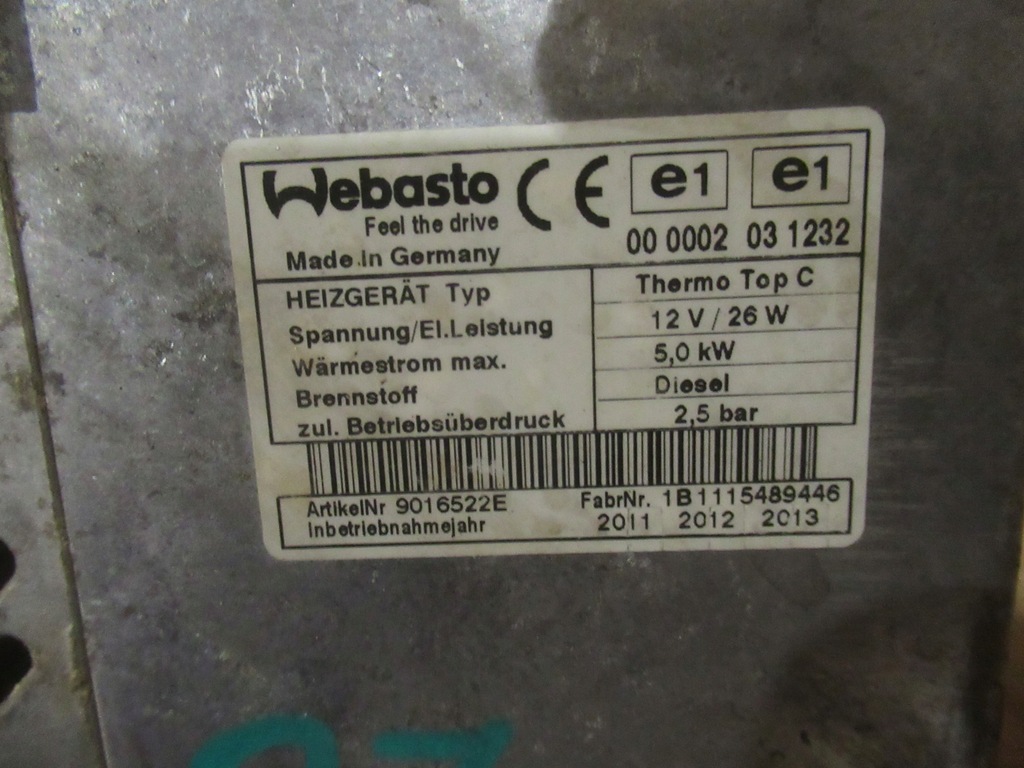 Webasto CE e1 e1
Feel the drive 00 0002 03 1232
Made in Germany
HEIZGERÄT Typ Thermo Top C
Spannung/El.Leistung 12 V / 26 W
Wärmestrom max. 5,0 kW
Brennstoff Diesel
zul. Betriebsüberdruck 2,5 bar
ArtikelNr 9016522E FabrNr. 1B1115489446
Inbetriebnahmejahr 2011 2012 2013